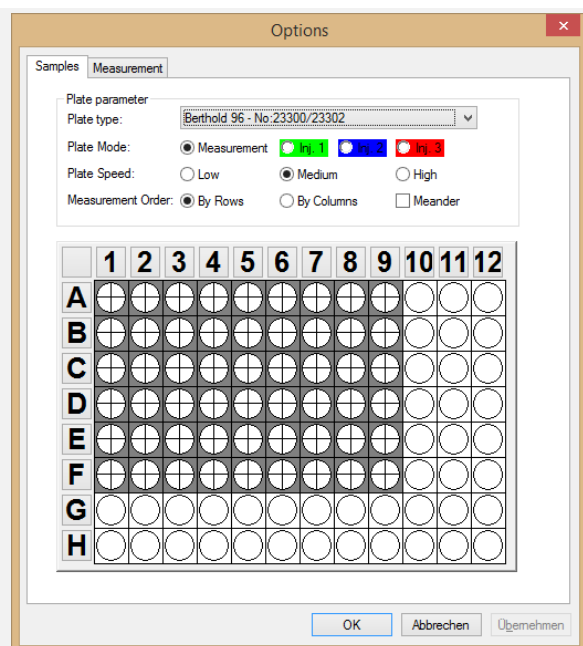 Options
Samples Measurement
Plate parameter
Plate type: Berthold 96 - No:23300/23302
Plate Mode: Measurement Inj. 1 Inj. 2 Inj. 3
Plate Speed: Low Medium High
Measurement Order: By Rows By Columns Meander
1 2 3 4 5 6 7 8 9 10 11 12
A
B
C
D
E
F
G
H
OK Abbrechen Übernehmen